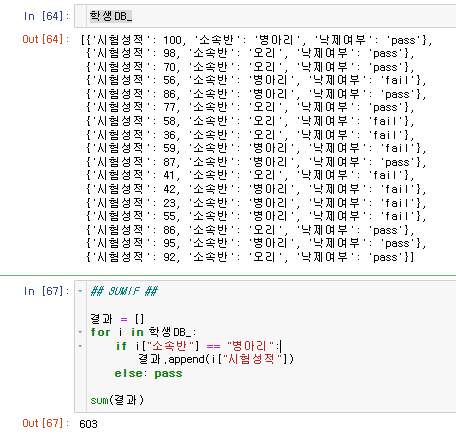 In [64]: 학생DB_
Out [64]: [{'시험성적': 100, '소속반': '병아리', '낙제여부': 'pass'},
{'시험성적': 98, '소속반': '오리', '낙제여부': 'pass'},
{'시험성적': 70, '소속반': '오리', '낙제여부': 'pass'},
{'시험성적': 56, '소속반': '병아리', '낙제여부': 'fail'},
{'시험성적': 86, '소속반': '병아리', '낙제여부': 'pass'},
{'시험성적': 77, '소속반': '오리', '낙제여부': 'pass'},
{'시험성적': 58, '소속반': '오리', '낙제여부': 'fail'},
{'시험성적': 36, '소속반': '오리', '낙제여부': 'fail'},
{'시험성적': 59, '소속반': '병아리', '낙제여부': 'fail'},
{'시험성적': 87, '소속반': '병아리', '낙제여부': 'pass'},
{'시험성적': 41, '소속반': '오리', '낙제여부': 'fail'},
{'시험성적': 42, '소속반': '병아리', '낙제여부': 'fail'},
{'시험성적': 23, '소속반': '병아리', '낙제여부': 'fail'},
{'시험성적': 55, '소속반': '병아리', '낙제여부': 'fail'},
{'시험성적': 86, '소속반': '오리', '낙제여부': 'pass'},
{'시험성적': 95, '소속반': '병아리', '낙제여부': 'pass'},
{'시험성적': 92, '소속반': '오리', '낙제여부': 'pass'}]
In [67]: ## SUMIF ##
결과 = []
for i in 학생DB_:
if i["소속반"] == "병아리":
결과.append(i["시험성적"])
else: pass
sum(결과)
Out [67]: 603